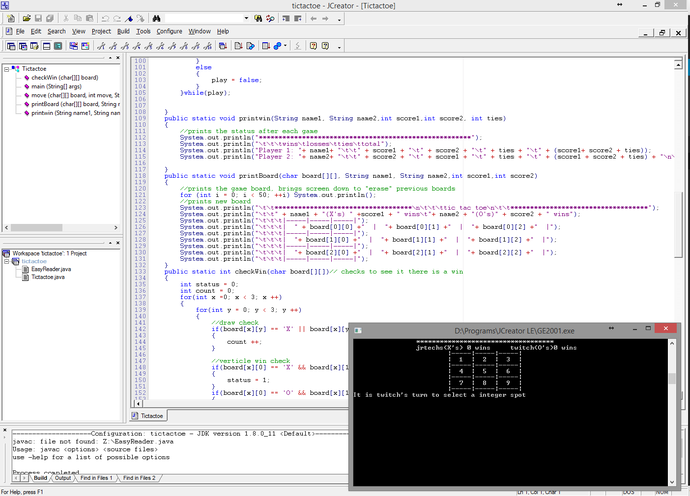 tictactoe - JCreator - [Tictactoe]
File Edit Search View Project Build Tools Configure Window Help
Tictactoe
checkWin (char[][] board)
main (String[] args)
move (char[][] board, int move, St
printBoard (char[][] board, String n
printwin (String name1, String nam
Workspace 'tictactoe': 1 Project
tictactoe
EasyReader.java
Tictactoe.java
100 }
101 else
102 {
103 play = false;
104 }
105 }while(play);
106
107
108 }
109 public static void printwin(String name1, String name2,int score1,int score2, int ties)
110 {
111 //prints the status after each game
112
113 System.out.println("\t\t\twins\tlosses\tties\ttotal");
114 System.out.println("Player 1: "+ name1+ "\t\t" + score1 + "\t" + score2 + "\t" + ties + "\t" + (score1+ score2 + ties));
115 System.out.println("Player 2: "+ name2+ "\t\t" + score2 + "\t" + score1 + "\t" + ties + "\t" + (score1+ score2 + ties) + "\n\
116
117 }
118 public static void printBoard(char board[][], String name1, String name2,int score1,int score2)
119 {
120 //prints the game board. brings screen down to "erase" previous boards
121 for (int i = 0; i < 50; ++i) System.out.println();
122 //prints new board
123
124 System.out.println("\t\t" + name1 + "(X's) " +score1 + " wins\t"+ name2 + "(O's)" + score2 + " wins");
125 System.out.println("\t\t\t|-----|-----|-----|");
126 System.out.println("\t\t\t|  " + board[0][0] +"  |  "+ board[0][1] +"  |  "+board[0][2] +"  |");
127 System.out.println("\t\t\t|-----|-----|-----|");
128 System.out.println("\t\t\t|  " + board[1][0] +"  |  "+ board[1][1] +"  |  "+board[1][2] +"  |");
129 System.out.println("\t\t\t|-----|-----|-----|");
130 System.out.println("\t\t\t|  " + board[2][0] +"  |  "+ board[2][1] +"  |  "+board[2][2] +"  |");
131 System.out.println("\t\t\t|-----|-----|-----|");
132 }
133 public static int checkWin(char board[][])// checks to see it there is a win
134 {
135 int status = 0;
136 int count = 0;
137 for(int x =0; x < 3; x ++)
138 {
139 for(int y = 0; y < 3; y ++)
140 {
141 //draw check
142 if(board[x][y] == 'X' || board[x][y
143 {
144 count ++;
145 }
146
147 //verticle win check
148 if(board[x][0] == 'X' && board[x][1
149 {
150 status = 1;
151 }
152 if(board[x][0] == 'O' && board[x][1
Tictactoe
--------------------Configuration: tictactoe - JDK version 1.8.0_11 <Default>
javac: file not found: Z:\EasyReader.java
Usage: javac <options> <source files>
use -help for a list of possible options
Process completed
Build Output Find in Files 1 Find in Files 2
For Help, press F1
Ln 1, Col 1, Char 1 DOS NUM
D:\Programs\JCreator LE\GE2001.exe
jrtechs(X's) 0 wins twitch(O's)0 wins
|-----|-----|-----|
|  1  |  2  |  3  |
|-----|-----|-----|
|  4  |  5  |  6  |
|-----|-----|-----|
|  7  |  8  |  9  |
|-----|-----|-----|
It is twitch's turn to select a integer spot